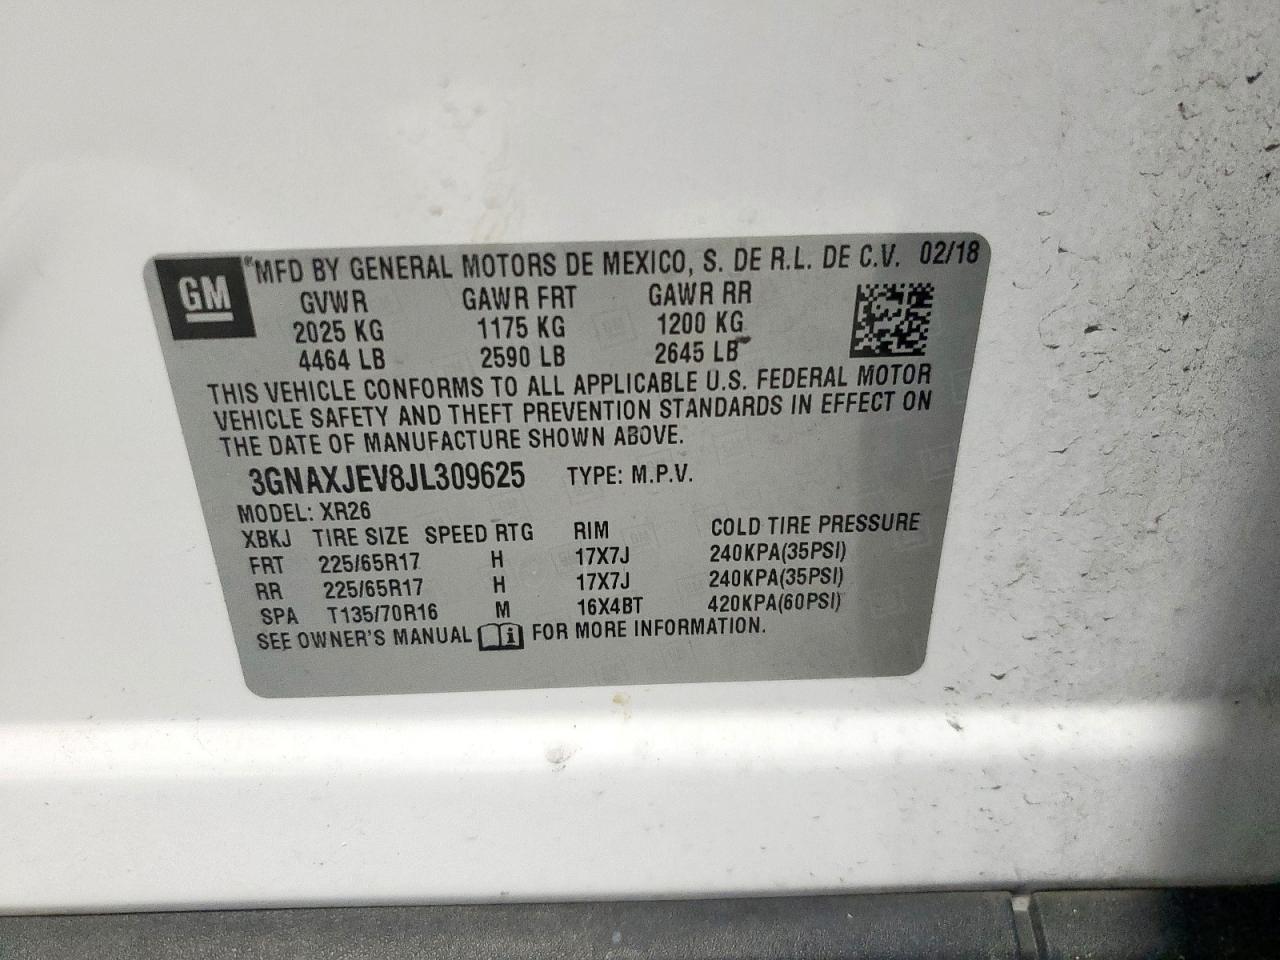 GM
MFD BY GENERAL MOTORS DE MEXICO, S. DE R.L. DE C.V. 02/18
GVWR GAWR FRT GAWR RR
2025 KG 1175 KG 1200 KG
4464 LB 2590 LB 2645 LB
THIS VEHICLE CONFORMS TO ALL APPLICABLE U.S. FEDERAL MOTOR
VEHICLE SAFETY AND THEFT PREVENTION STANDARDS IN EFFECT ON
THE DATE OF MANUFACTURE SHOWN ABOVE.
3GNAXJEV8JL309625 TYPE: M.P.V.
MODEL: XR26
XBKJ TIRE SIZE SPEED RTG RIM COLD TIRE PRESSURE
FRT 225/65R17 H 17X7J 240KPA(35PSI)
RR 225/65R17 H 17X7J 240KPA(35PSI)
SPA T135/70R16 M 16X4BT 420KPA(60PSI)
SEE OWNER'S MANUAL FOR MORE INFORMATION.